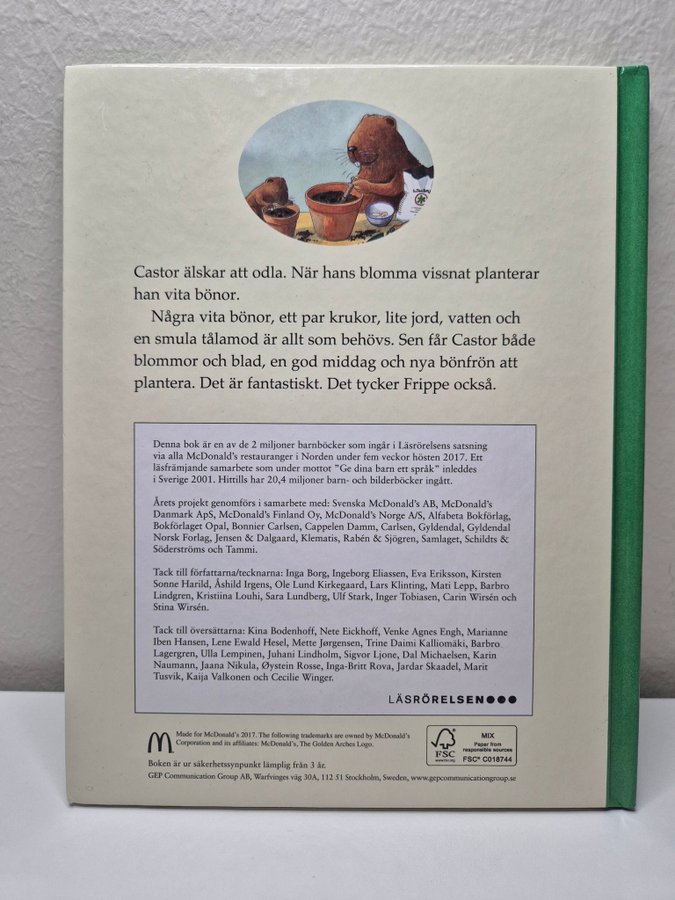 Castor älskar att odla. När hans blomma vissnat planterar
han vita bönor.
Några vita bönor, ett par krukor, lite jord, vatten och
en smula tålamod är allt som behövs. Sen får Castor både
blommor och blad, en god middag och nya bönfrön att
plantera. Det är fantastiskt. Det tycker Frippe också.
Denna bok är en av de 2 miljoner barnböcker som ingår i Läsrörelsens satsning
via alla McDonald's restauranger i Norden under fem veckor hösten 2017. Ett
läsfrämjande samarbete som under mottot "Ge dina barn ett språk" inleddes
i Sverige 2001. Hittills har 20,4 miljoner barn- och bilderböcker ingått.
Årets projekt genomförs i samarbete med: Svenska McDonald's AB, McDonald's
Danmark ApS, McDonald's Finland Oy, McDonald's Norge A/S, Alfabeta Bokförlag,
Bokförlaget Opal, Bonnier Carlsen, Cappelen Damm, Carlsen, Gyldendal, Gyldendal
Norsk Forlag, Jensen & Dalgaard, Klematis, Rabén & Sjögren, Samlaget, Schildts &
Söderströms och Tammi.
Tack till författarna/tecknarna: Inga Borg, Ingeborg Eliassen, Eva Eriksson, Kirsten
Sonne Harild, Åshild Irgens, Ole Lund Kirkegaard, Lars Klinting, Mati Lepp, Barbro
Lindgren, Kristiina Louhi, Sara Lundberg, Ulf Stark, Inger Tobiasen, Carin Wirsén och
Stina Wirsén.
Tack till översättarna: Kina Bodenhoff, Nete Eickhoff, Venke Agnes Engh, Marianne
Iben Hansen, Lene Ewald Hesel, Mette Jørgensen, Trine Daimi Kalliomäki, Barbro
Lagergren, Ulla Lempinen, Juhani Lindholm, Sigvor Ljone, Dal Michaelsen, Karin
Naumann, Jaana Nikula, Øystein Rosse, Inga-Britt Rova, Jardar Skaadel, Marit
Tusvik, Kaija Valkonen och Cecilie Winger.
LÄSRÖRELSEN
Made for McDonald's 2017. The following trademarks are owned by McDonald's
Corporation and its affiliates: McDonald's, The Golden Arches Logo.
Boken är ur säkerhetssynpunkt lämplig från 3 år.
GEP Communication Group AB, Warfvinges väg 30A, 112 51 Stockholm, Sweden, www.gepcommunicationgroup.se
FSC
www.fsc.org
MIX
Paper from
responsible sources
FSC® C018744